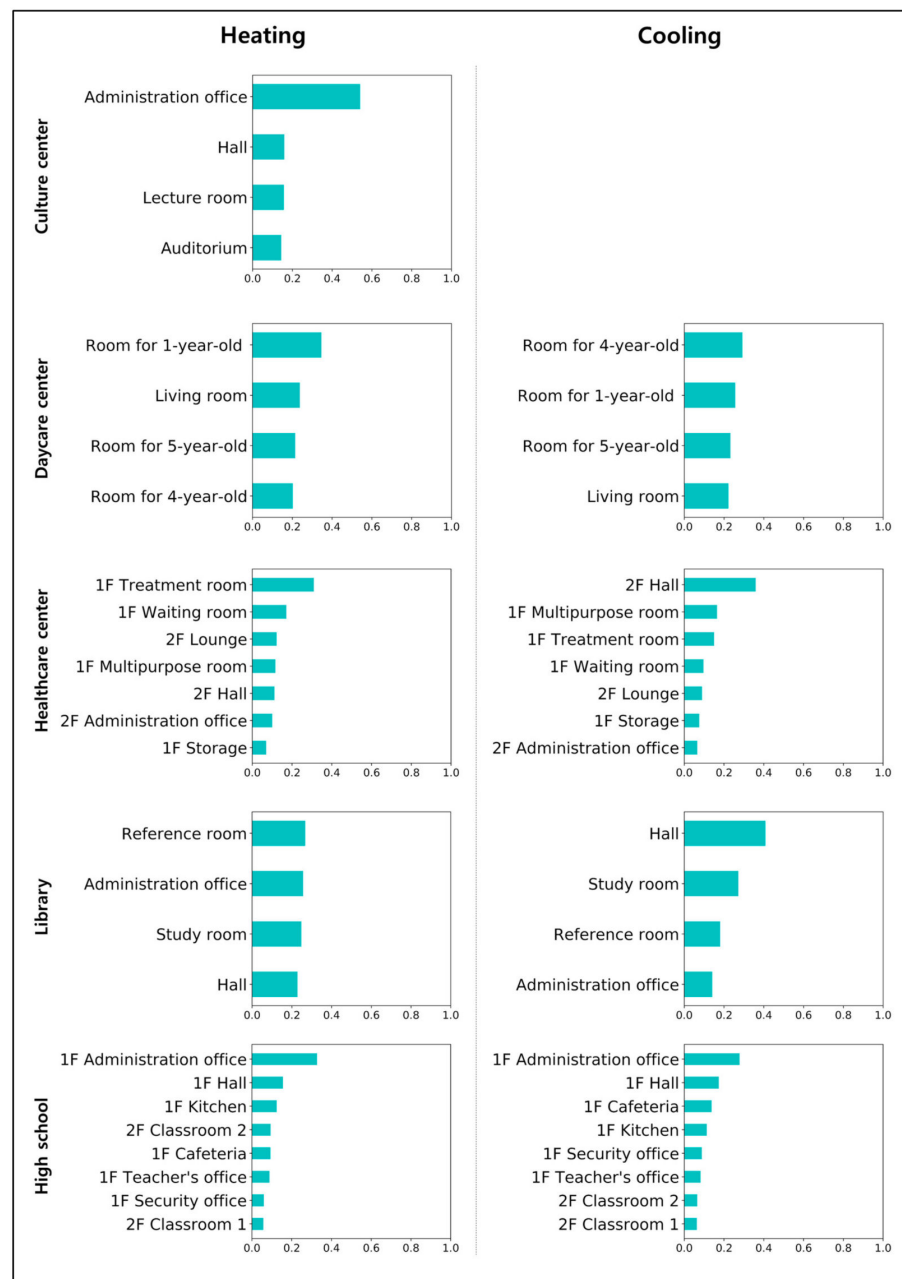 Heating
Cooling
Culture center
Administration office
Hall
Lecture room
Auditorium
0.0 0.2 0.4 0.6 0.8 1.0
Daycare center
Room for 1-year-old
Living room
Room for 5-year-old
Room for 4-year-old
0.0 0.2 0.4 0.6 0.8 1.0
Room for 4-year-old
Room for 1-year-old
Room for 5-year-old
Living room
0.0 0.2 0.4 0.6 0.8 1.0
Healthcare center
1F Treatment room
1F Waiting room
2F Lounge
1F Multipurpose room
2F Hall
2F Administration office
1F Storage
0.0 0.2 0.4 0.6 0.8 1.0
2F Hall
1F Multipurpose room
1F Treatment room
1F Waiting room
2F Lounge
1F Storage
2F Administration office
0.0 0.2 0.4 0.6 0.8 1.0
Library
Reference room
Administration office
Study room
Hall
0.0 0.2 0.4 0.6 0.8 1.0
Hall
Study room
Reference room
Administration office
0.0 0.2 0.4 0.6 0.8 1.0
High school
1F Administration office
1F Hall
1F Kitchen
2F Classroom 2
1F Cafeteria
1F Teacher's office
1F Security office
2F Classroom 1
0.0 0.2 0.4 0.6 0.8 1.0
1F Administration office
1F Hall
1F Cafeteria
1F Kitchen
1F Security office
1F Teacher's office
2F Classroom 2
2F Classroom 1
0.0 0.2 0.4 0.6 0.8 1.0